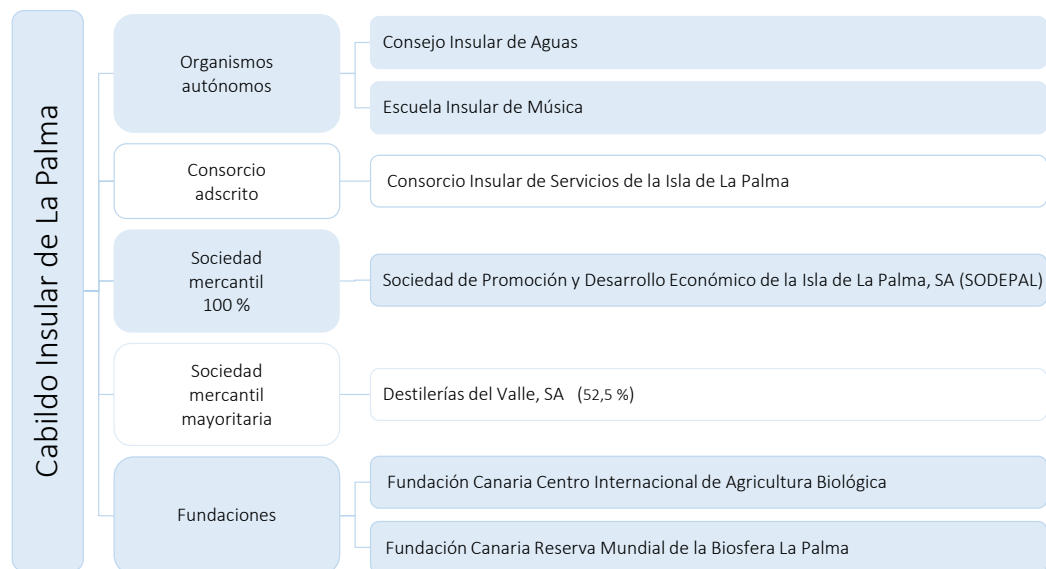 Cabildo Insular de La Palma
Organismos
autónomos
Consejo Insular de Aguas
Escuela Insular de Música
Consorcio
adscrito
Consorcio Insular de Servicios de la Isla de La Palma
Sociedad
mercantil
100 %
Sociedad de Promoción y Desarrollo Económico de la Isla de La Palma, SA (SODEPAL)
Sociedad
mercantil
mayoritaria
Destilerías del Valle, SA (52,5 %)
Fundaciones
Fundación Canaria Centro Internacional de Agricultura Biológica
Fundación Canaria Reserva Mundial de la Biosfera La Palma